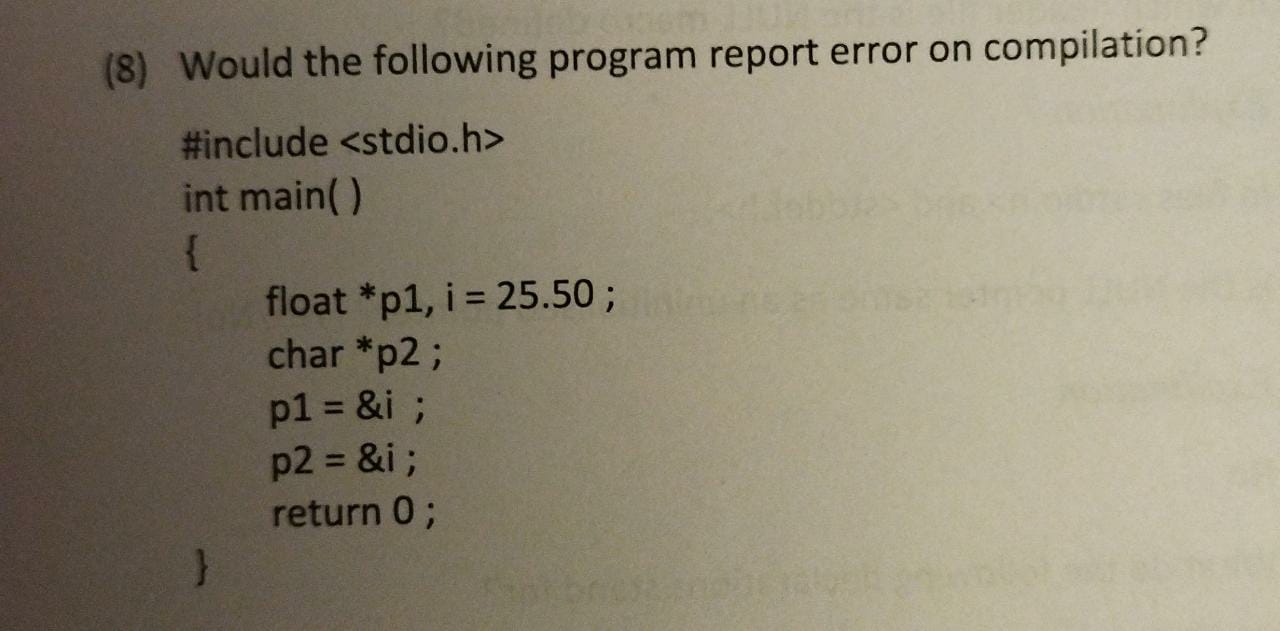 (8) Would the following program report error on compilation?
#include <stdio.h>
int main( )
{
float *p1, i = 25.50 ;
char *p2 ;
p1 = &i ;
p2 = &i ;
return 0 ;
}